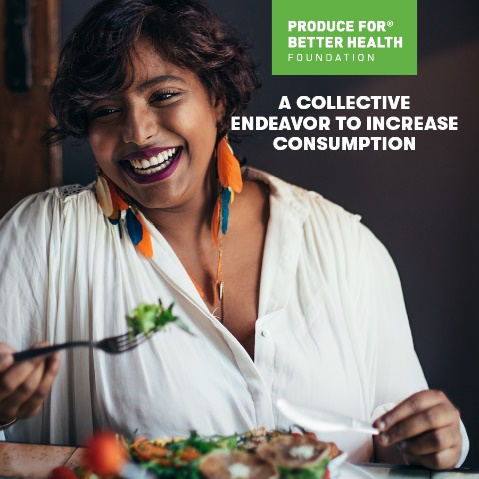 PRODUCE FOR®
BETTER HEALTH
FOUNDATION
A COLLECTIVE
ENDEAVOR TO INCREASE
CONSUMPTION